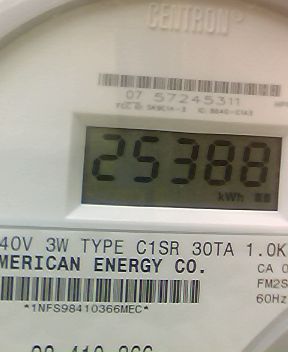 CENTRON®
07 57245311
25388
kWh
40V 3W TYPE C1SR 30TA 1.0K
MERICAN ENERGY CO.
CA 0
FM2S
60Hz
*1NFS98410366MEC*